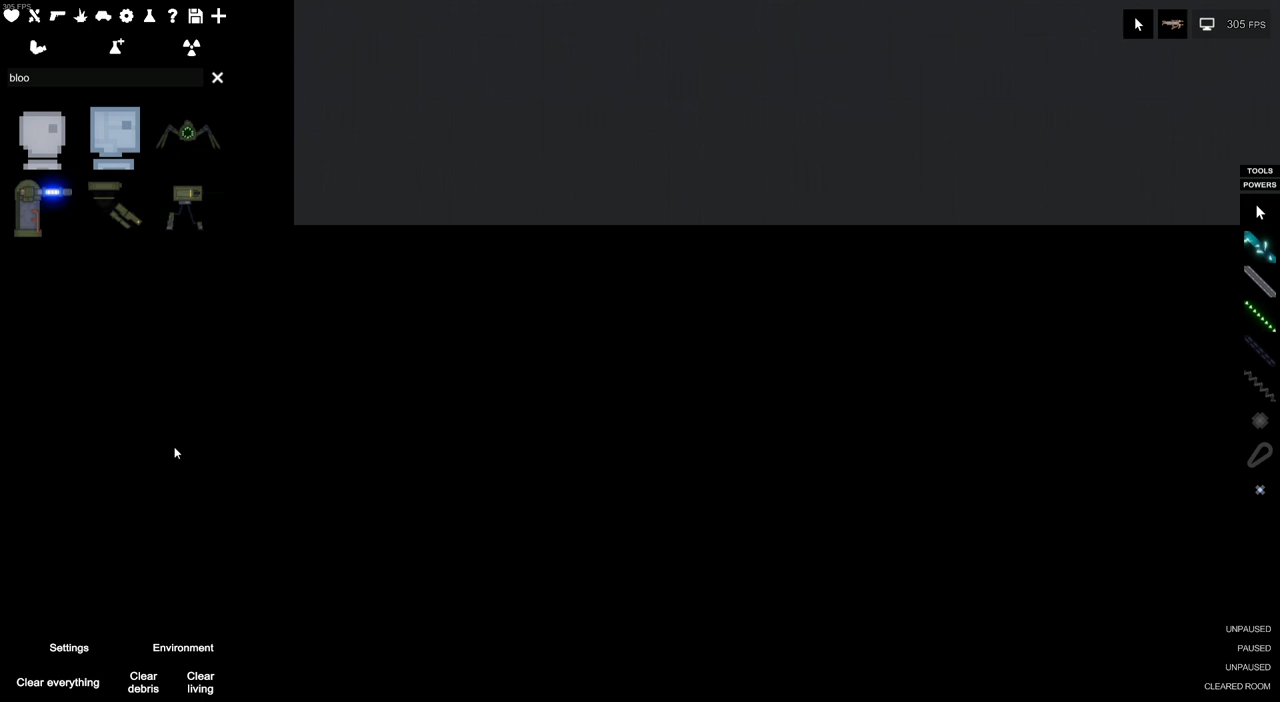 305 FPS
305 FPS
bloo
TOOLS
POWERS
Settings
Environment
Clear everything
Clear debris
Clear living
UNPAUSED
PAUSED
UNPAUSED
CLEARED ROOM